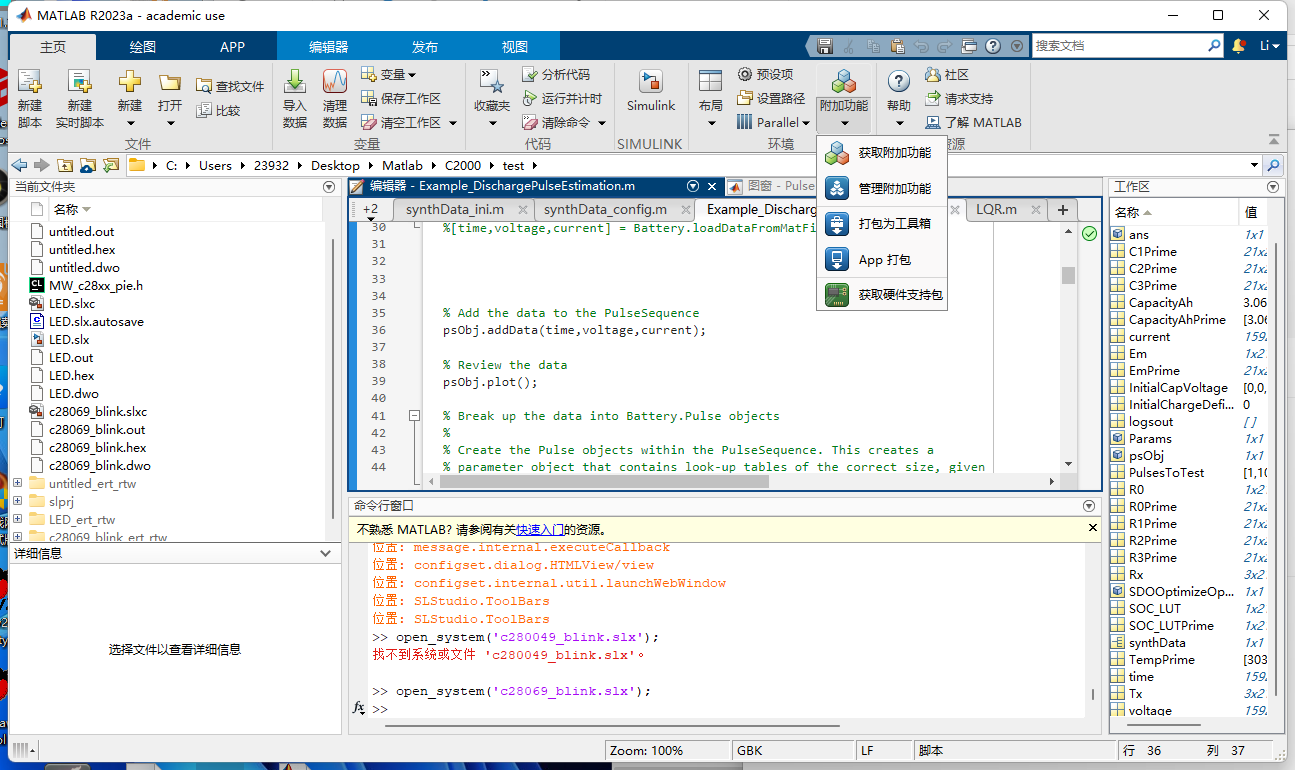 MATLAB R2023a - academic use
主页 绘图 APP 编辑器 发布 视图 搜索文档 Li
新建脚本 新建实时脚本 新建 打开 查找文件 比较 文件
导入数据 清理数据 变量 保存工作区 清空工作区 变量
收藏夹 分析代码 运行并计时 清除命令 代码
Simulink SIMULINK
布局 预设项 设置路径 Parallel 环境
附加功能 帮助 社区 请求支持 了解 MATLAB 资源
获取附加功能
管理附加功能
打包为工具箱
App 打包
获取硬件支持包
C: Users 23932 Desktop Matlab C2000 test
当前文件夹
名称
untitled.out
untitled.hex
untitled.dwo
MW_c28xx_pie.h
LED.slxc
LED.slx.autosave
LED.slx
LED.out
LED.hex
LED.dwo
c28069_blink.slxc
c28069_blink.out
c28069_blink.hex
c28069_blink.dwo
untitled_ert_rtw
slprj
LED_ert_rtw
c28069_blink_ert_rtw
详细信息
选择文件以查看详细信息
编辑器 - Example_DischargePulseEstimation.m 图窗 - Pulse
+2 synthData_ini.m synthData_config.m Example_Discharg LQR.m
30 %[time,voltage,current] = Battery.loadDataFromMatFi
31
32
33
34
35 % Add the data to the PulseSequence
36 psObj.addData(time,voltage,current);
37
38 % Review the data
39 psObj.plot();
40
41 % Break up the data into Battery.Pulse objects
42 %
43 % Create the Pulse objects within the PulseSequence. This creates a
44 % parameter object that contains look-up tables of the correct size, given
命令行窗口
不熟悉 MATLAB? 请参阅有关快速入门的资源。
位置: message.internal.executeCallback
位置: configset.dialog.HTMLView/view
位置: configset.internal.util.launchWebWindow
位置: SLStudio.ToolBars
位置: SLStudio.ToolBars
>> open_system('c280049_blink.slx');
找不到系统或文件 'c280049_blink.slx'。
>> open_system('c28069_blink.slx');
fx >>
工作区
名称 值
ans 1x1
C1Prime 21x2
C2Prime 21x2
C3Prime 21x2
CapacityAh 3.06
CapacityAhPrime [3.06
current 159.
Em 1x2
EmPrime 21x2
InitialCapVoltage [0,0,
InitialChargeDefi... 0
logsout []
Params 1x1
psObj 1x1
PulsesToTest [1,10
R0 1x2
R0Prime 21x2
R1Prime 21x2
R2Prime 21x2
R3Prime 21x2
Rx 3x2
SDOOptimizeOp... 1x1
SOC_LUT 1x2
SOC_LUTPrime 1x2
synthData 1x1
TempPrime [303
time 159.
Tx 3x2
voltage 159.
Zoom: 100% GBK LF 脚本 行 36 列 37